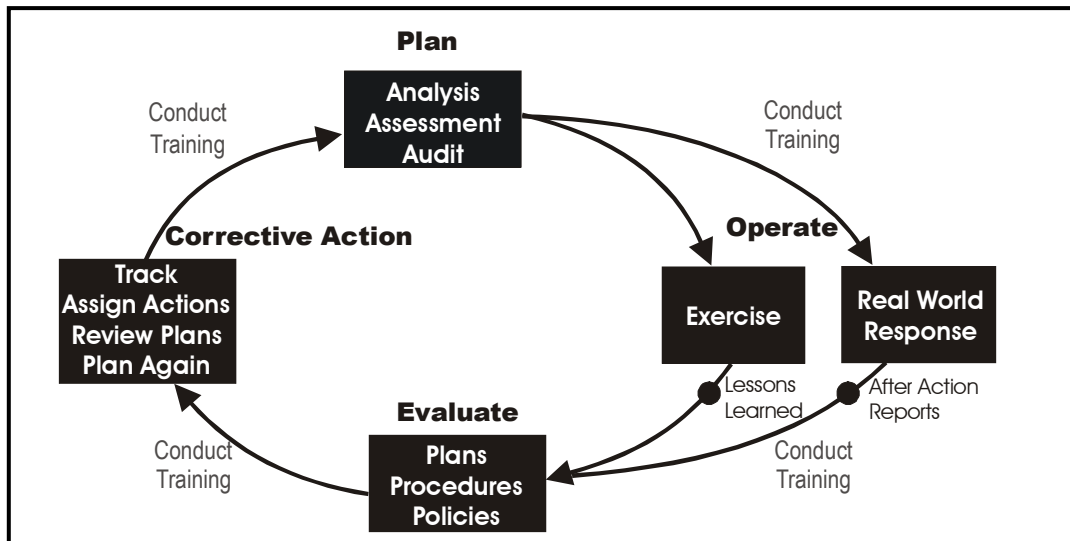 Plan
Analysis
Assessment
Audit
Conduct
Training
Conduct
Training
Corrective Action
Operate
Track
Assign Actions
Review Plans
Plan Again
Exercise
Real World
Response
Lessons
Learned
After Action
Reports
Evaluate
Plans
Procedures
Policies
Conduct
Training
Conduct
Training